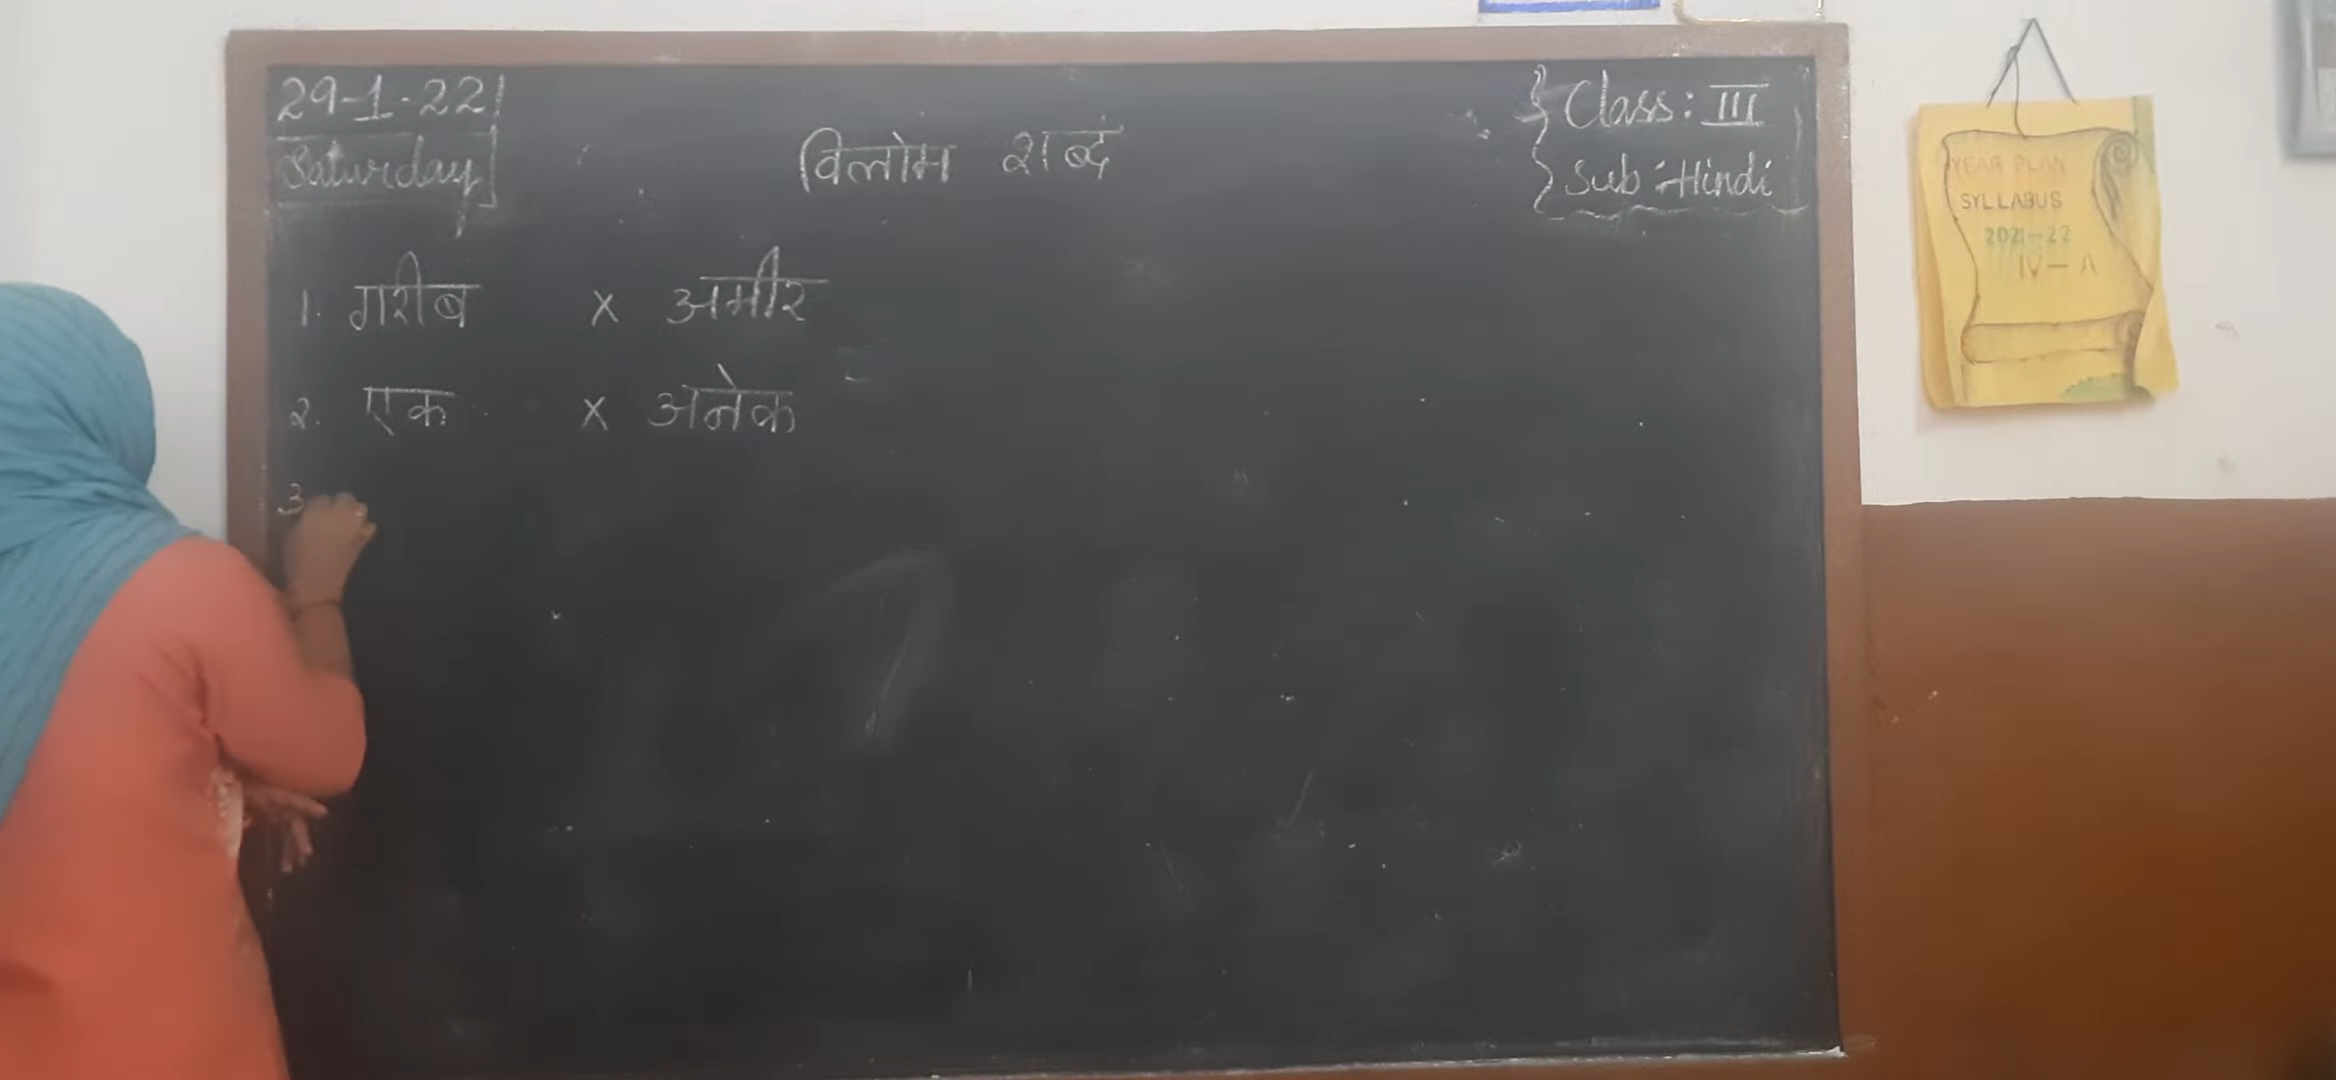 29-1-22
Saturday
विलोम शब्द
Class: III
Sub:-Hindi
1. गरीब x अमीर
2. एक x अनेक
3
YEAR PLAN
SYLLABUS
2021-22
IV-A